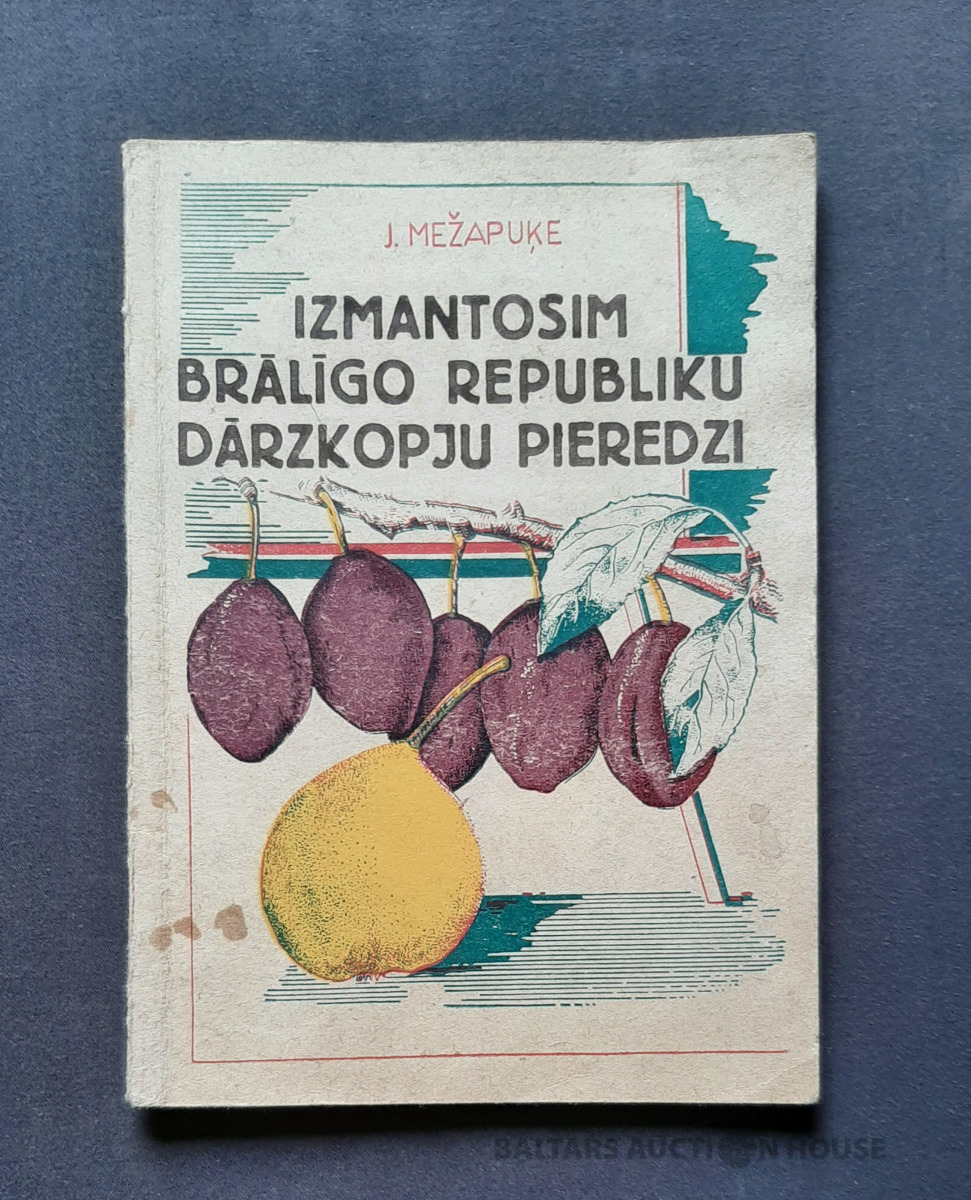 J. MEŽAPUĶE
IZMANTOSIM
BRĀLĪGO REPUBLIKU
DĀRZKOPJU PIEREDZI
BALTARS AUCTION HOUSE